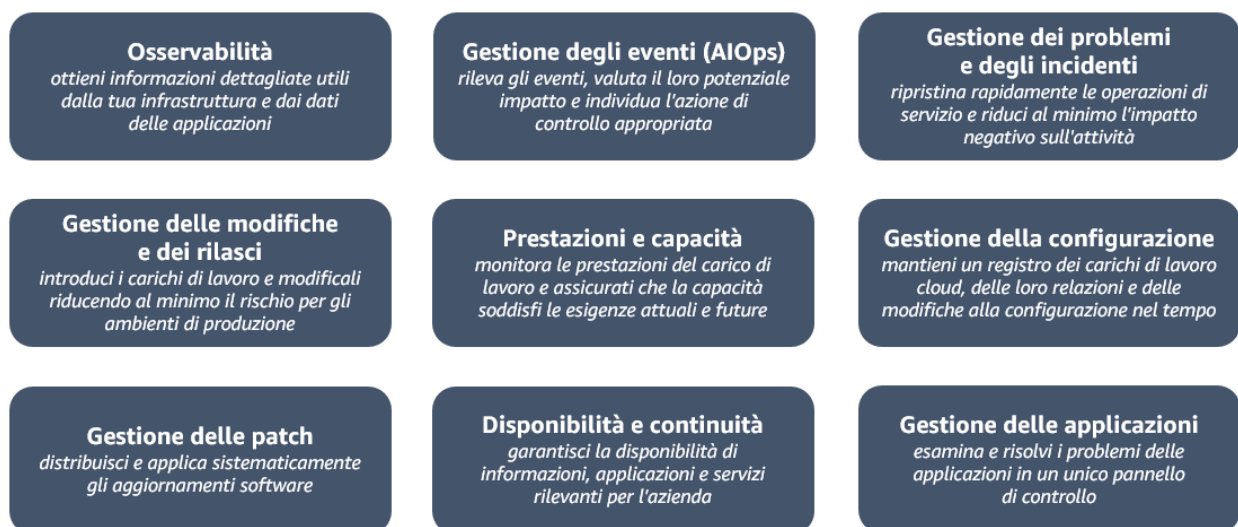 Osservabilità
ottieni informazioni dettagliate utili
dalla tua infrastruttura e dai dati
delle applicazioni
Gestione degli eventi (AIOps)
rileva gli eventi, valuta il loro potenziale
impatto e individua l'azione di
controllo appropriata
Gestione dei problemi
e degli incidenti
ripristina rapidamente le operazioni di
servizio e riduci al minimo l'impatto
negativo sull'attività
Gestione delle modifiche
e dei rilasci
introduci i carichi di lavoro e modificali
riducendo al minimo il rischio per gli
ambienti di produzione
Prestazioni e capacità
monitora le prestazioni del carico di
lavoro e assicurati che la capacità
soddisfi le esigenze attuali e future
Gestione della configurazione
mantieni un registro dei carichi di lavoro
cloud, delle loro relazioni e delle
modifiche alla configurazione nel tempo
Gestione delle patch
distribuisci e applica sistematicamente
gli aggiornamenti software
Disponibilità e continuità
garantisci la disponibilità di
informazioni, applicazioni e servizi
rilevanti per l'azienda
Gestione delle applicazioni
esamina e risolvi i problemi delle
applicazioni in un unico pannello
di controllo